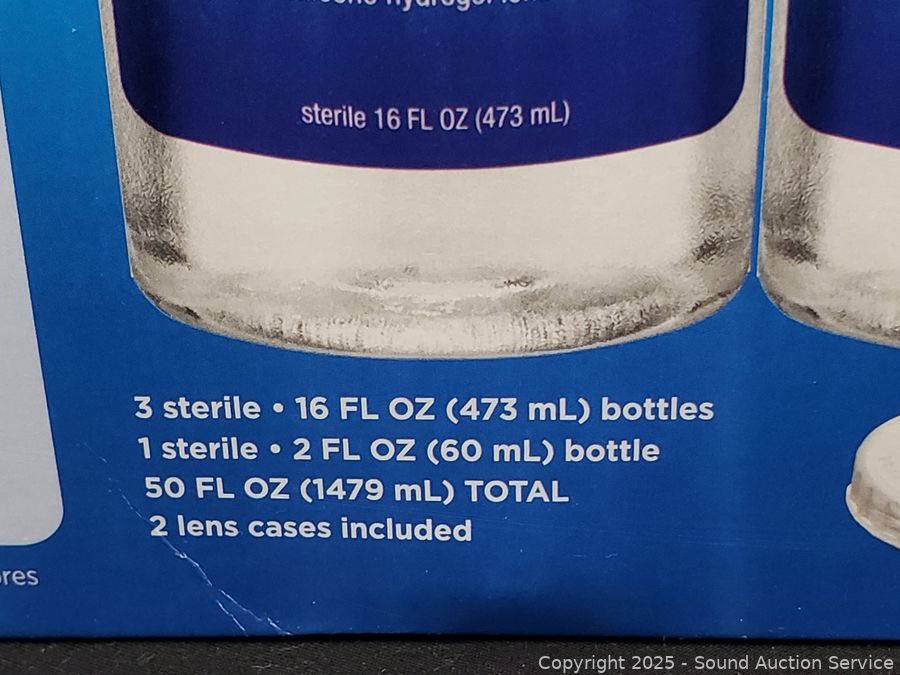 hydrogel
sterile 16 FL OZ (473 mL)
3 sterile • 16 FL OZ (473 mL) bottles
1 sterile • 2 FL OZ (60 mL) bottle
50 FL OZ (1479 mL) TOTAL
2 lens cases included
Copyright 2025 - Sound Auction Service